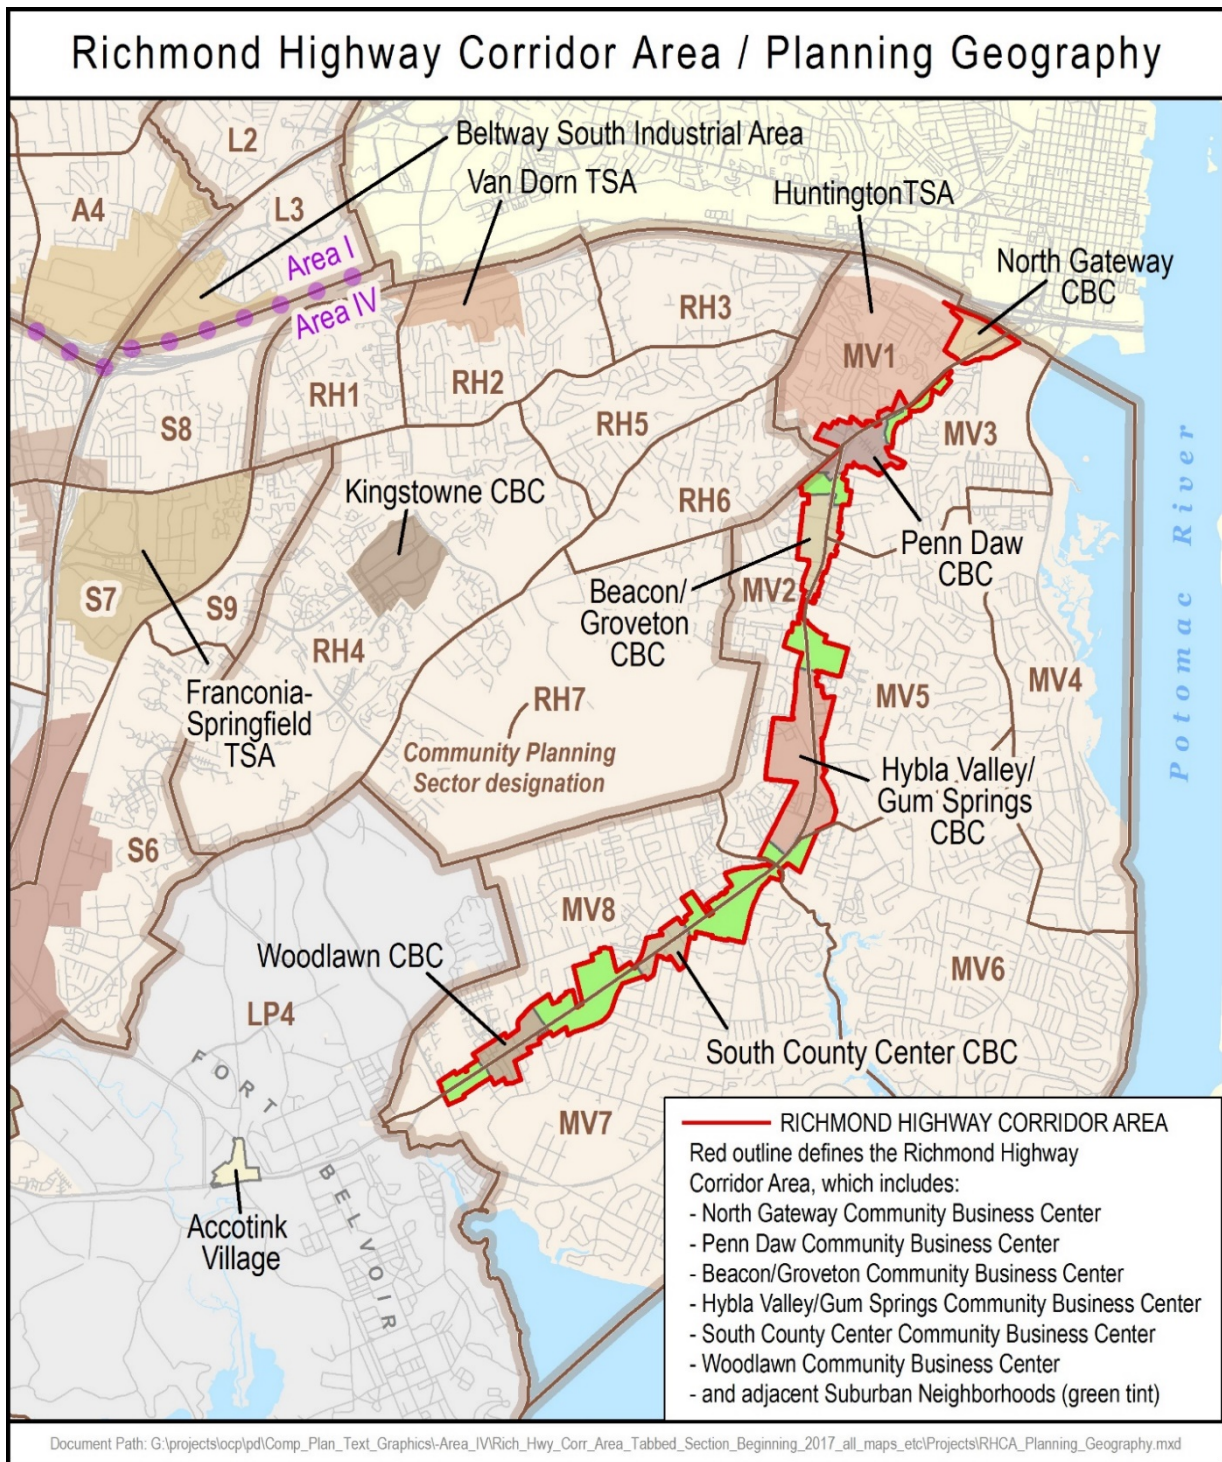 Richmond Highway Corridor Area / Planning Geography
L2
Beltway South Industrial Area
Van Dorn TSA
HuntingtonTSA
A4
L3
North Gateway
CBC
Area I
Area IV
RH3
MV1
RH1
RH2
S8
RH5
MV3
Kingstowne CBC
RH6
Penn Daw
CBC
Beacon/
Groveton
CBC
MV2
S7
S9
RH4
Franconia-
Springfield
TSA
RH7
Community Planning
Sector designation
MV5
MV4
Potomac River
Hybla Valley/
Gum Springs
CBC
S6
MV8
Woodlawn CBC
MV6
LP4
South County Center CBC
FORT
BELVOIR
MV7
Accotink
Village
RICHMOND HIGHWAY CORRIDOR AREA
Red outline defines the Richmond Highway
Corridor Area, which includes:
- North Gateway Community Business Center
- Penn Daw Community Business Center
- Beacon/Groveton Community Business Center
- Hybla Valley/Gum Springs Community Business Center
- South County Center Community Business Center
- Woodlawn Community Business Center
- and adjacent Suburban Neighborhoods (green tint)
Document Path: G:\projects\ocp\pd\Comp_Plan_Text_Graphics\-Area_IV\Rich_Hwy_Corr_Area_Tabbed_Section_Beginning_2017_all_maps_etc\Projects\RHCA_Planning_Geography.mxd